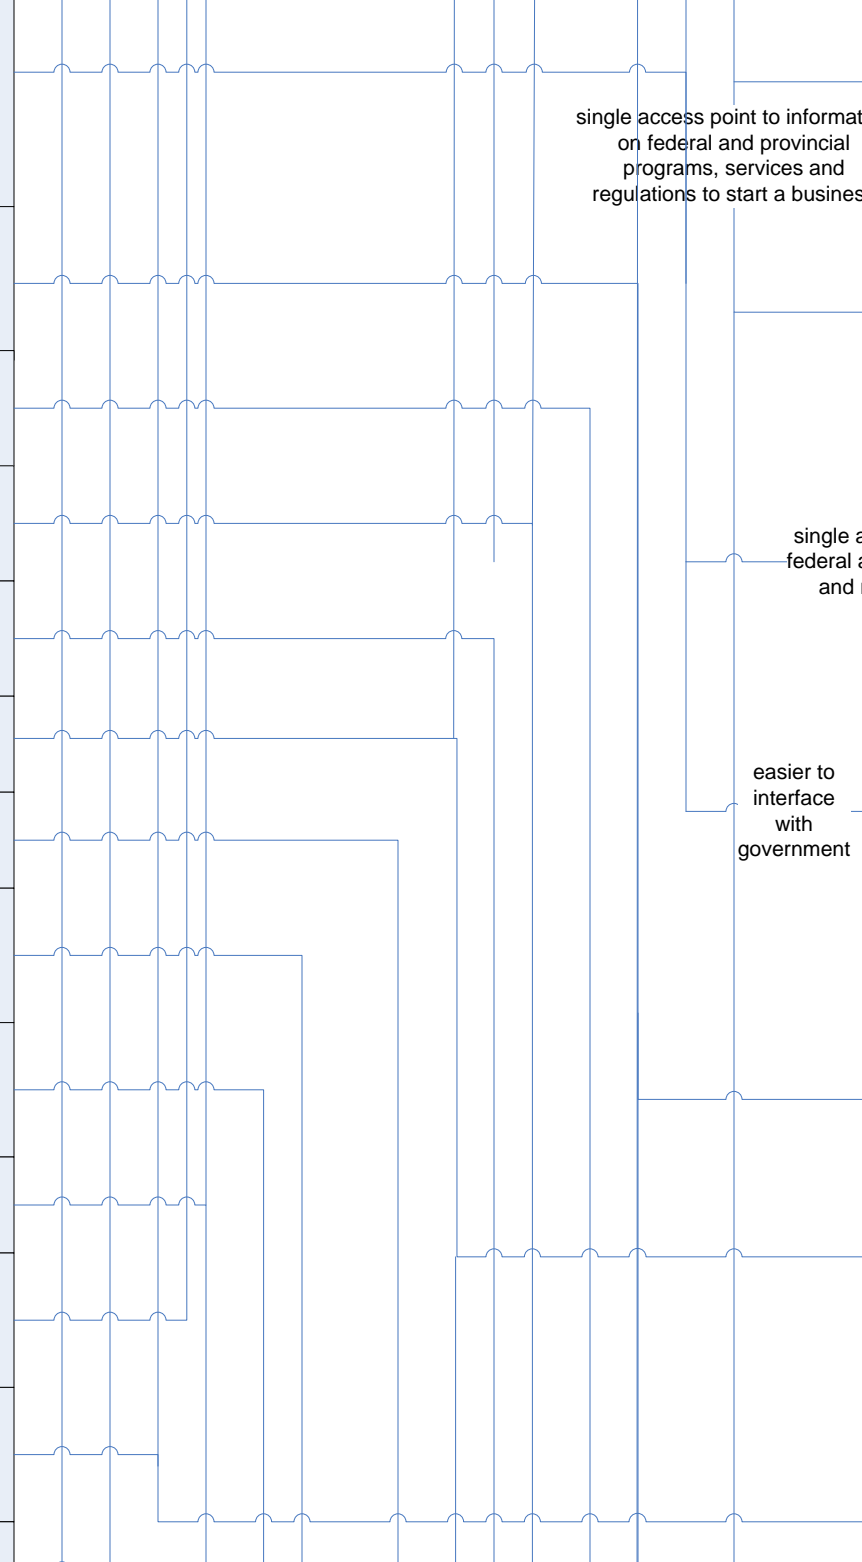 single access point to informat
on federal and provincial
programs, services and
regulations to start a busines
single a
federal a
and
easier to
interface
with
government